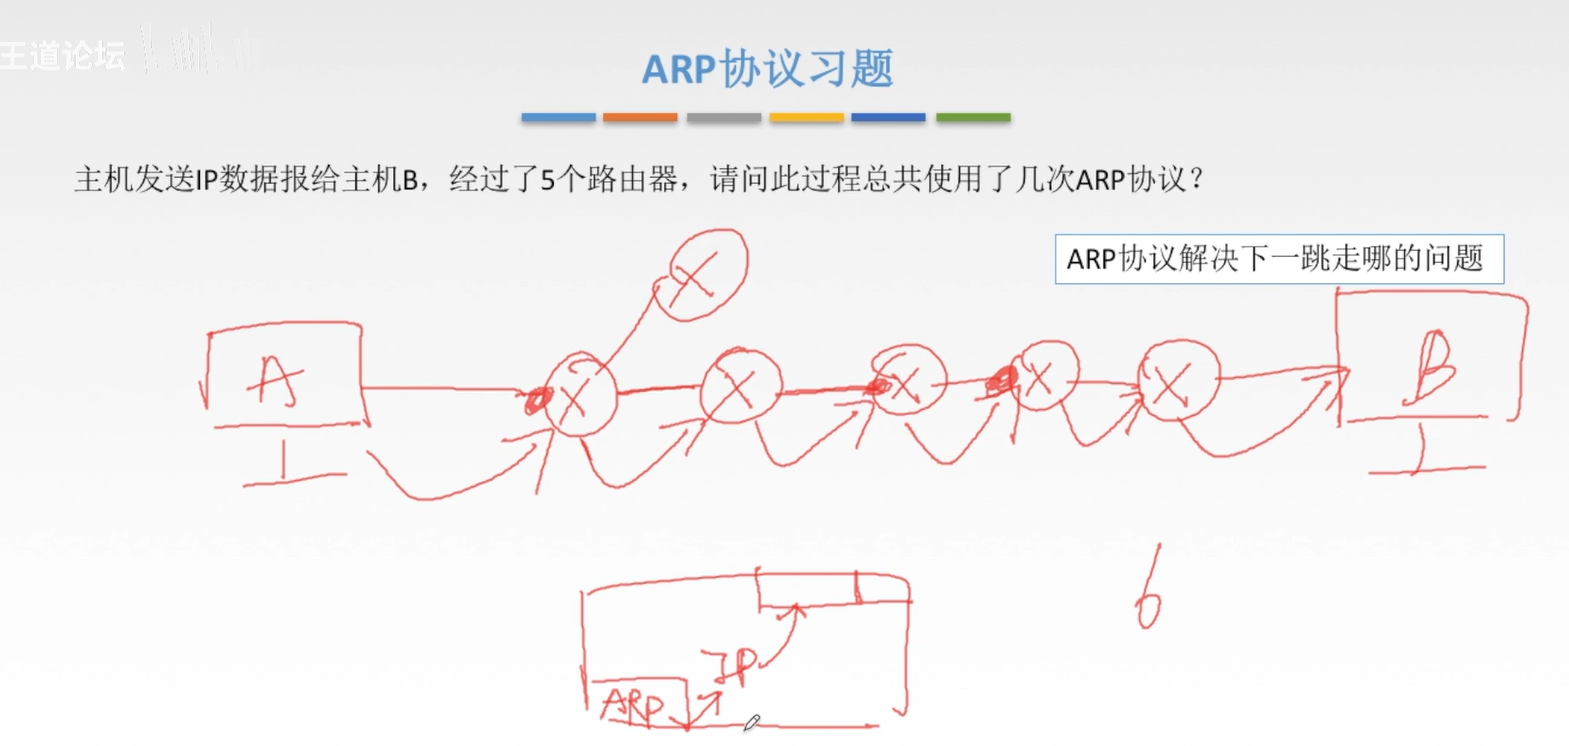 王道论坛
ARP协议习题
主机发送IP数据报给主机B，经过了5个路由器，请问此过程总共使用了几次ARP协议？
ARP协议解决下一跳走哪的问题
X
A X X X X X B
6
IP
ARP